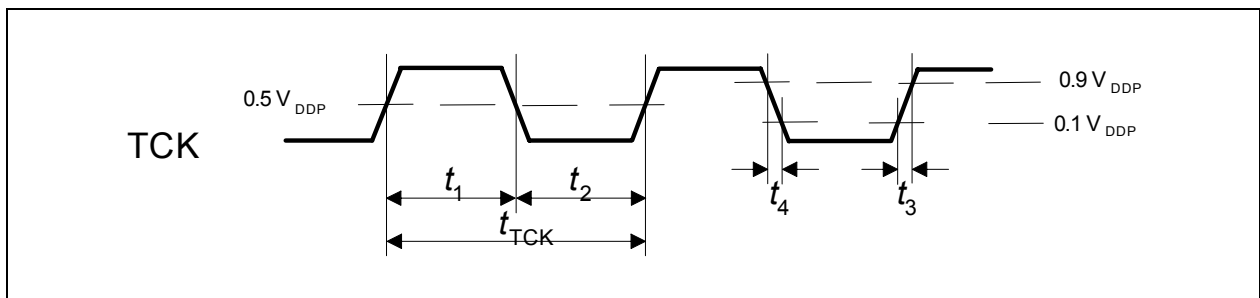 0.5 V DDP
0.9 V DDP
0.1 V DDP
TCK
t1
t2
t4
t3
tTCK